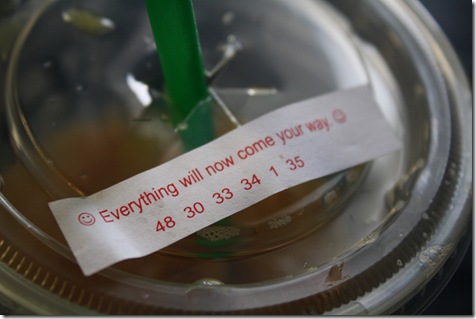 ☺ Everything will now come your way. ☺
48 30 33 34 1 35